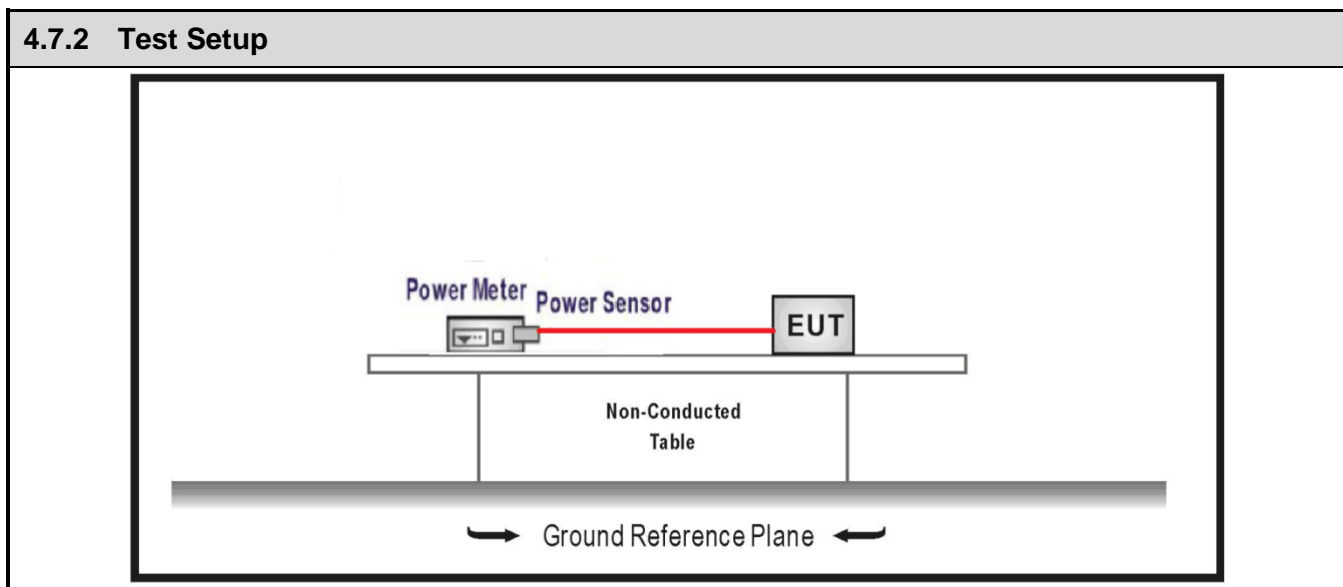 4.7.2 Test Setup
Power Meter
Power Sensor
EUT
Non-Conducted
Table
Ground Reference Plane